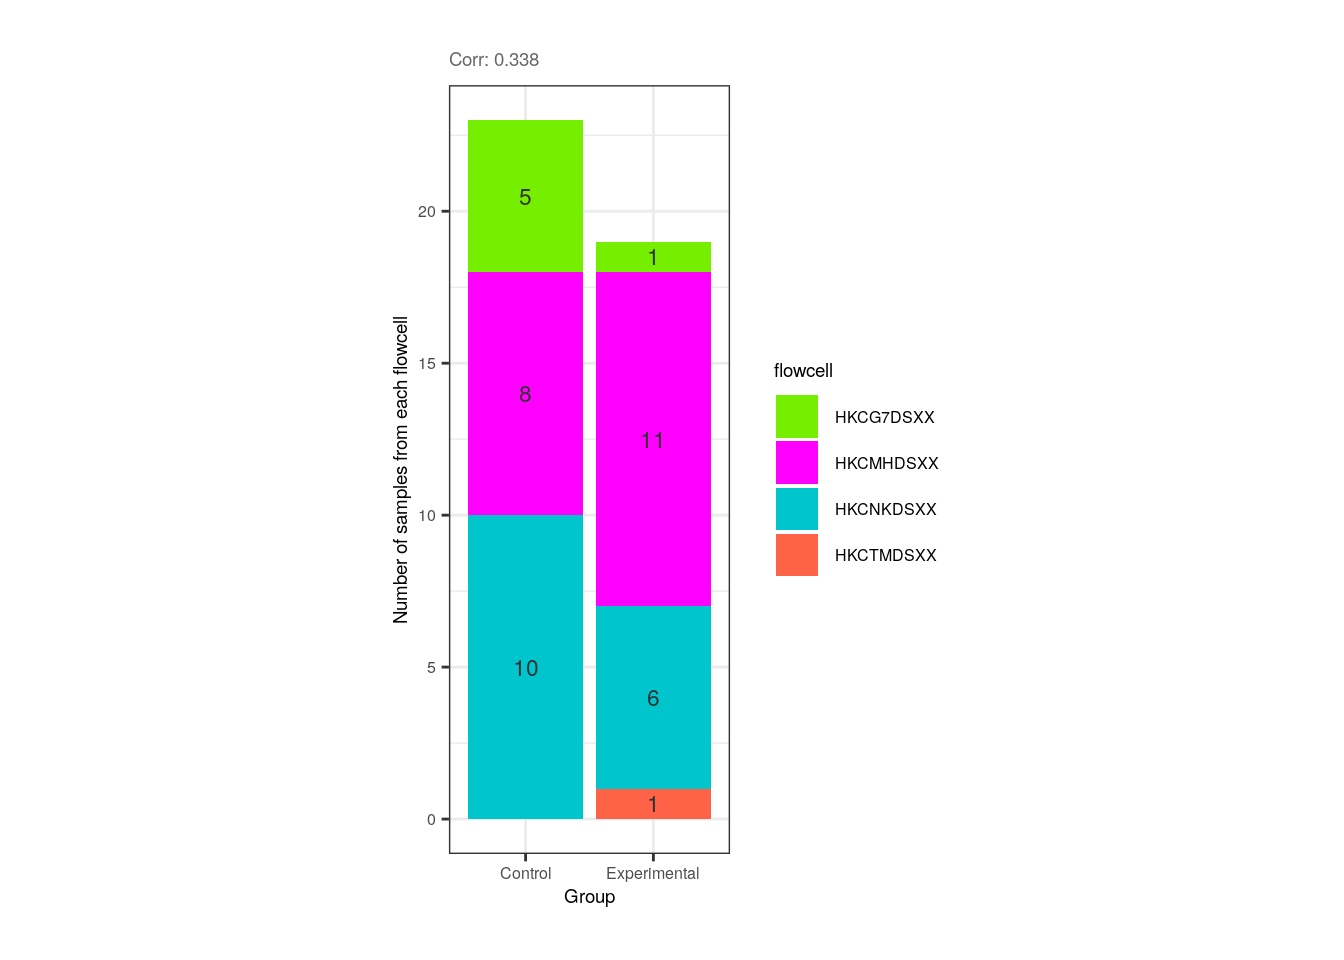 Corr: 0.338
Number of samples from each flowcell
20
15
10
5
0
5
8
10
1
11
6
1
Control
Experimental
Group
flowcell
HKCG7DSXX
HKCMHDSXX
HKCNKDSXX
HKCTMDSXX